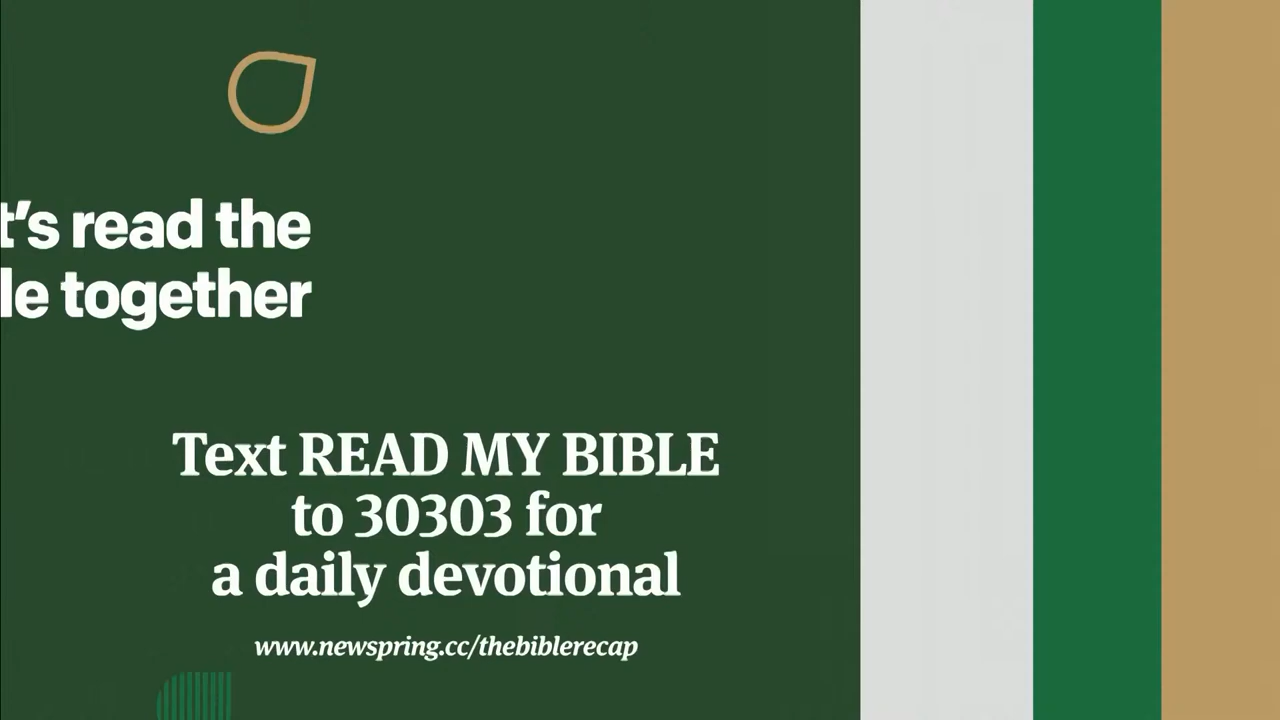 t's read the
le together
Text READ MY BIBLE
to 30303 for
a daily devotional
www.newspring.cc/thebiblerecap